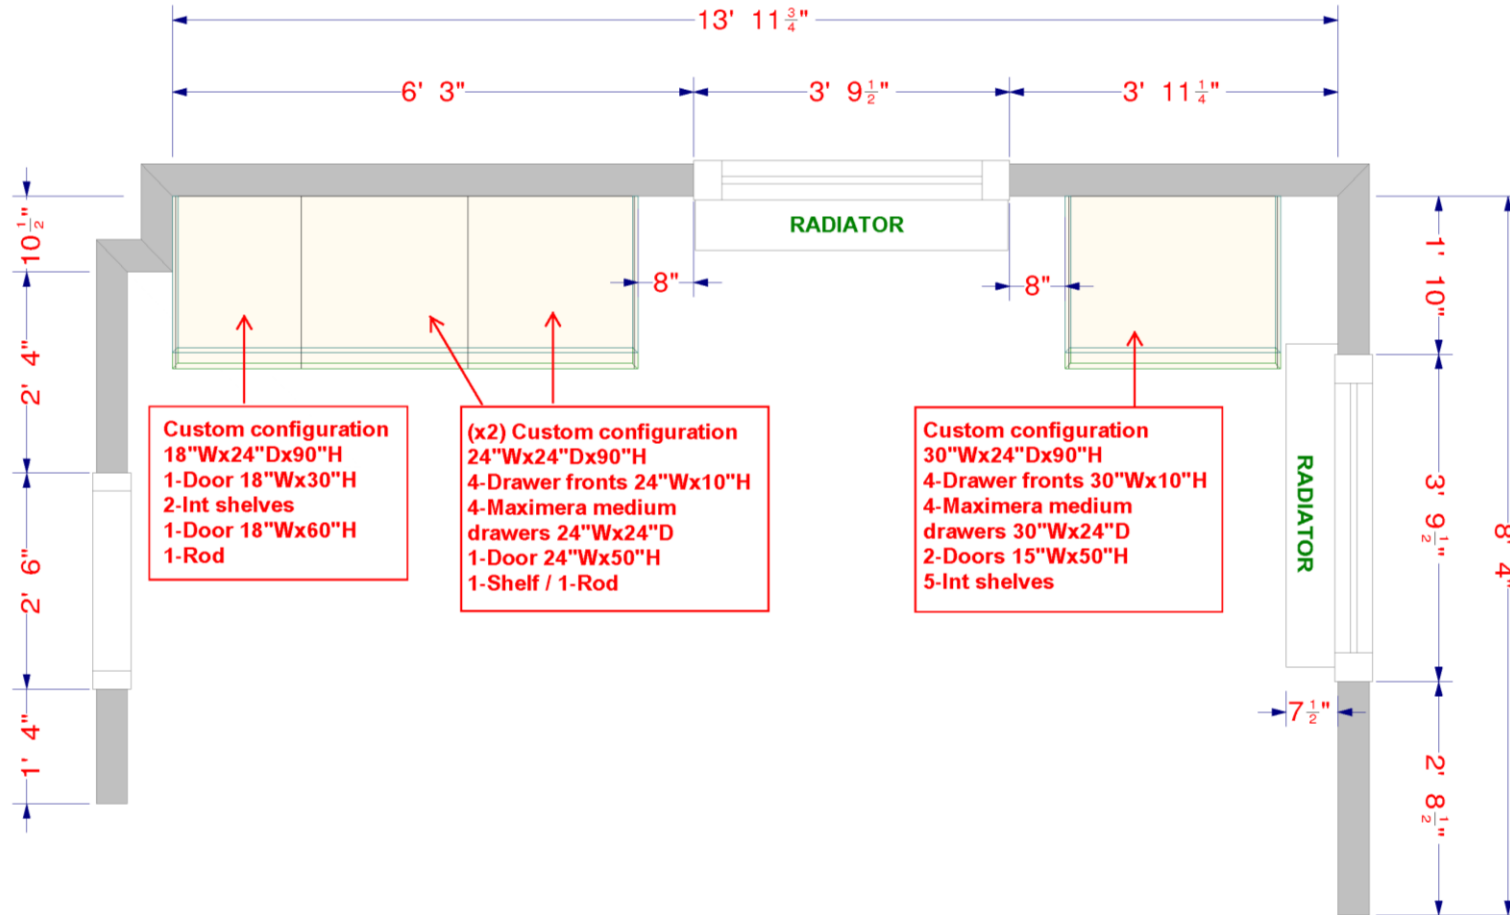 13' 11 3/4"
6' 3"
3' 9 1/2"
3' 11 1/4"
10 1/2"
2' 4"
2' 6"
1' 4"
RADIATOR
8"
8"
Custom configuration
18"Wx24"Dx90"H
1-Door 18"Wx30"H
2-Int shelves
1-Door 18"Wx60"H
1-Rod
(x2) Custom configuration
24"Wx24"Dx90"H
4-Drawer fronts 24"Wx10"H
4-Maximera medium
drawers 24"Wx24"D
1-Door 24"Wx50"H
1-Shelf / 1-Rod
Custom configuration
30"Wx24"Dx90"H
4-Drawer fronts 30"Wx10"H
4-Maximera medium
drawers 30"Wx24"D
2-Doors 15"Wx50"H
5-Int shelves
RADIATOR
7 1/2"
1' 10"
3' 9 1/2"
2' 8 1/2"
8' 4"